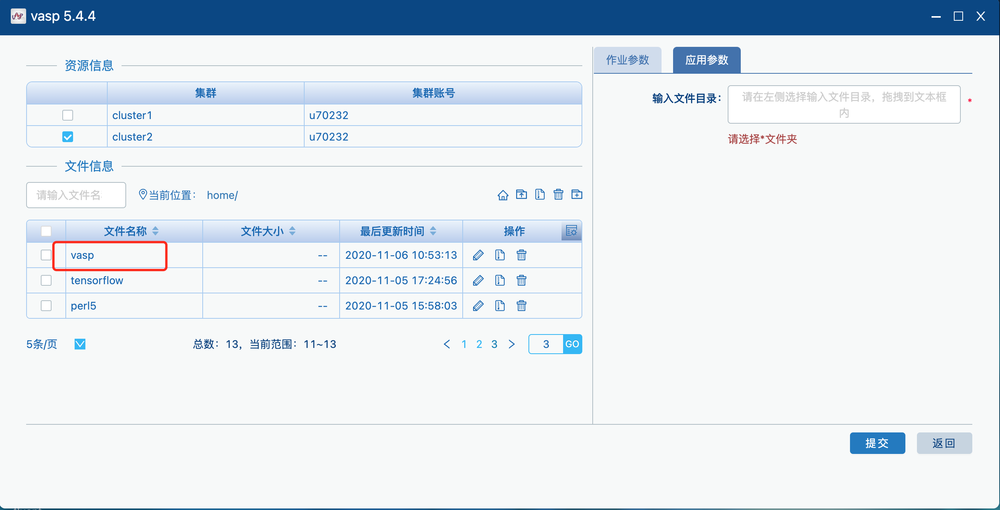 vasp 5.4.4
资源信息
集群 集群账号
cluster1 u70232
cluster2 u70232
文件信息
请输入文件名
当前位置： home/
文件名称 文件大小 最后更新时间 操作
vasp -- 2020-11-06 10:53:13
tensorflow -- 2020-11-05 17:24:56
perl5 -- 2020-11-05 15:58:03
5条/页 总数：13，当前范围：11~13 < 1 2 3 > 3 GO
作业参数 应用参数
输入文件目录： 请在左侧选择输入文件目录，拖拽到文本框
内
*
请选择*文件夹
提交 返回